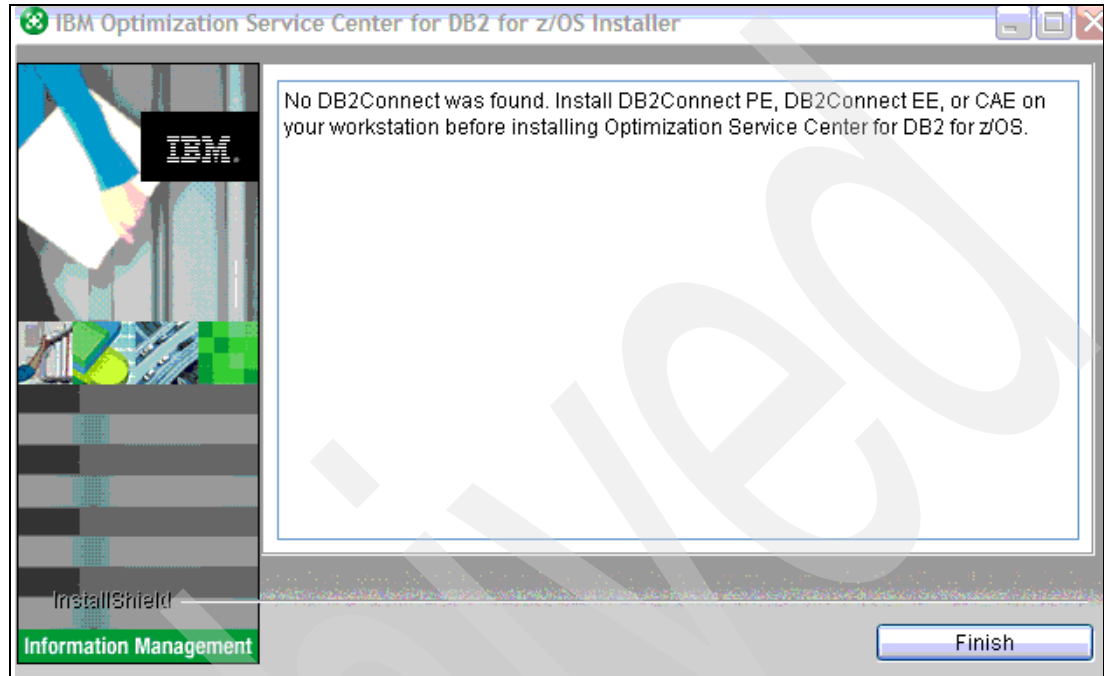 IBM Optimization Service Center for DB2 for z/OS Installer
No DB2Connect was found. Install DB2Connect PE, DB2Connect EE, or CAE on
your workstation before installing Optimization Service Center for DB2 for z/OS.
IBM.
InstallShield
Information Management
Finish